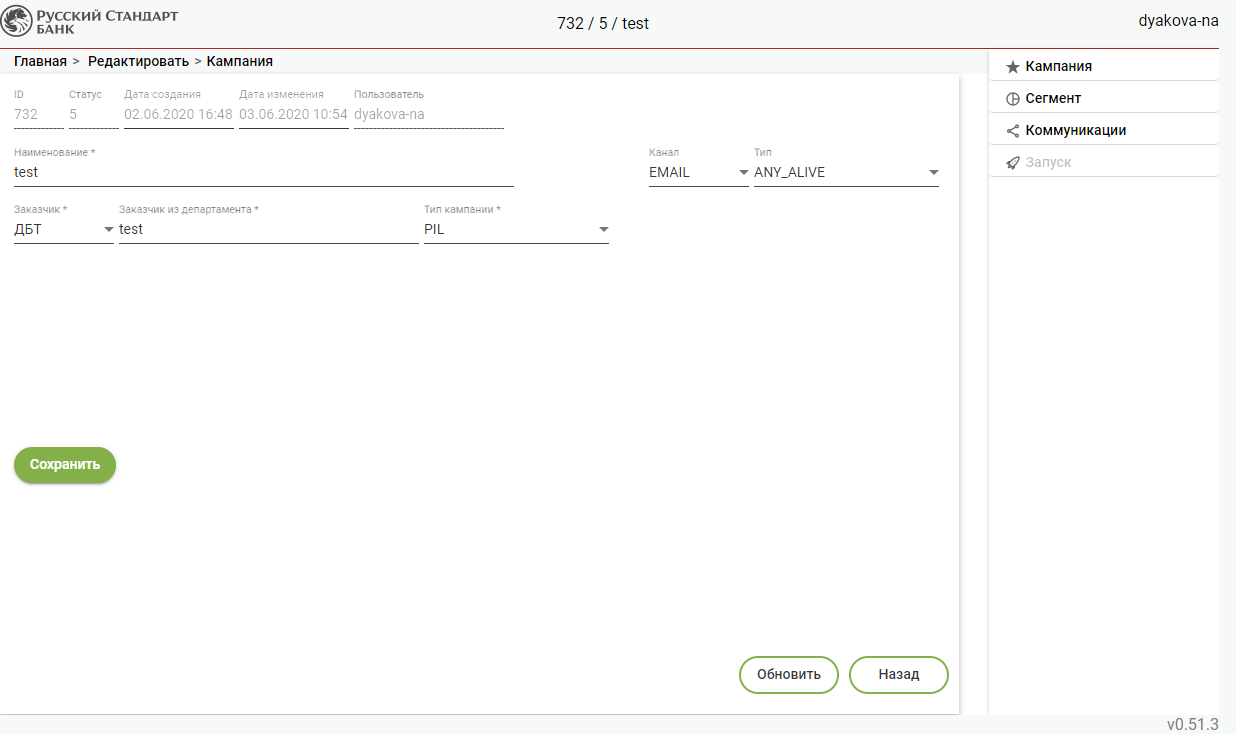 Русский Стандарт
БАНК
732 / 5 / test
dyakova-na
Главная > Редактировать > Кампания
ID Статус Дата создания Дата изменения Пользователь
732 5 02.06.2020 16:48 03.06.2020 10:54 dyakova-na
Наименование * Канал Тип
test EMAIL ANY_ALIVE
Заказчик * Заказчик из департамента * Тип кампании *
ДБТ test PIL
Сохранить
Обновить Назад
Кампания
Сегмент
Коммуникации
Запуск
v0.51.3